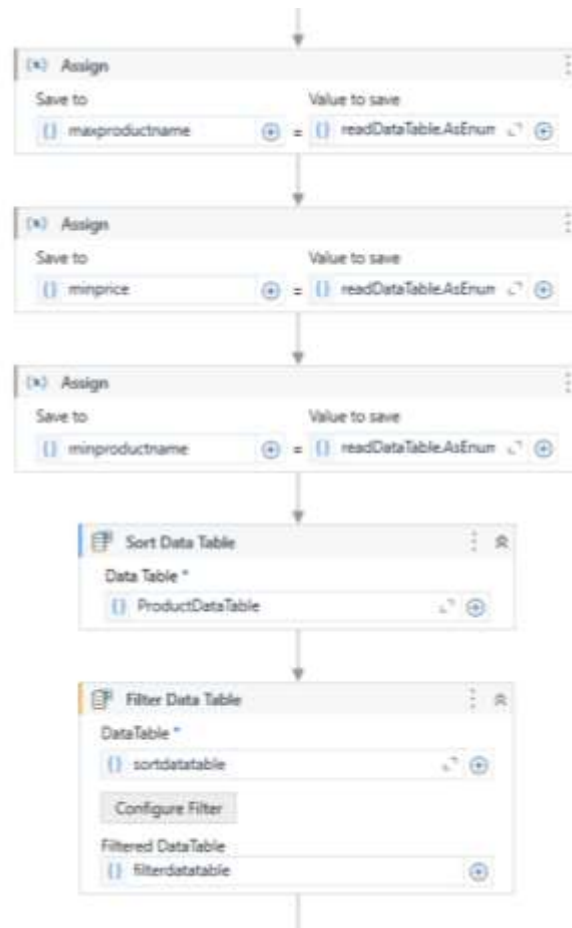 Assign
Save to Value to save
maxproductname = readDataTable.AsEnum
Assign
Save to Value to save
minprice = readDataTable.AsEnum
Assign
Save to Value to save
minproductname = readDataTable.AsEnum
Sort Data Table
Data Table *
ProductDataTable
Filter Data Table
DataTable *
sortdatatable
Configure Filter
Filtered DataTable
filterdatatable